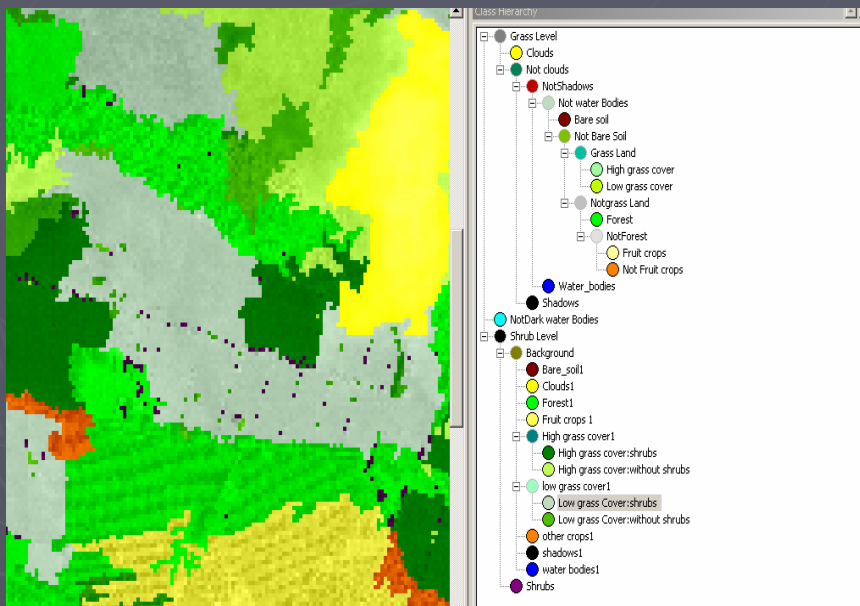 Class Hierarchy
Grass Level
Clouds
Not clouds
NotShadows
Not water Bodies
Bare soil
Not Bare Soil
Grass Land
High grass cover
Low grass cover
Notgrass Land
Forest
NotForest
Fruit crops
Not Fruit crops
Water_bodies
Shadows
NotDark water Bodies
Shrub Level
Background
Bare_soil1
Clouds1
Forest1
Fruit crops 1
High grass cover1
High grass cover:shrubs
High grass cover:without shrubs
low grass cover1
Low grass Cover:shrubs
Low grass Cover:without shrubs
other crops1
shadows1
water bodies1
Shrubs